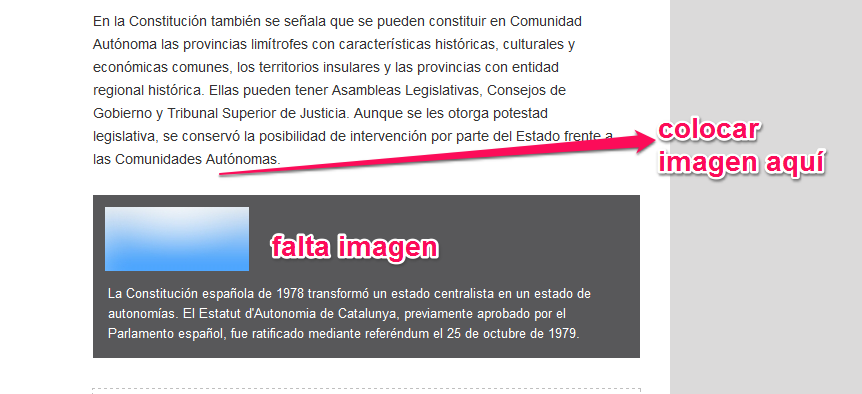 En la Constitución también se señala que se pueden constituir en Comunidad
Autónoma las provincias limítrofes con características históricas, culturales y
económicas comunes, los territorios insulares y las provincias con entidad
regional histórica. Ellas pueden tener Asambleas Legislativas, Consejos de
Gobierno y Tribunal Superior de Justicia. Aunque se les otorga potestad
legislativa, se conservó la posibilidad de intervención por parte del Estado frente a
las Comunidades Autónomas.
colocar
imagen aquí
falta imagen
La Constitución española de 1978 transformó un estado centralista en un estado de
autonomías. El Estatut d'Autonomia de Catalunya, previamente aprobado por el
Parlamento español, fue ratificado mediante referéndum el 25 de octubre de 1979.